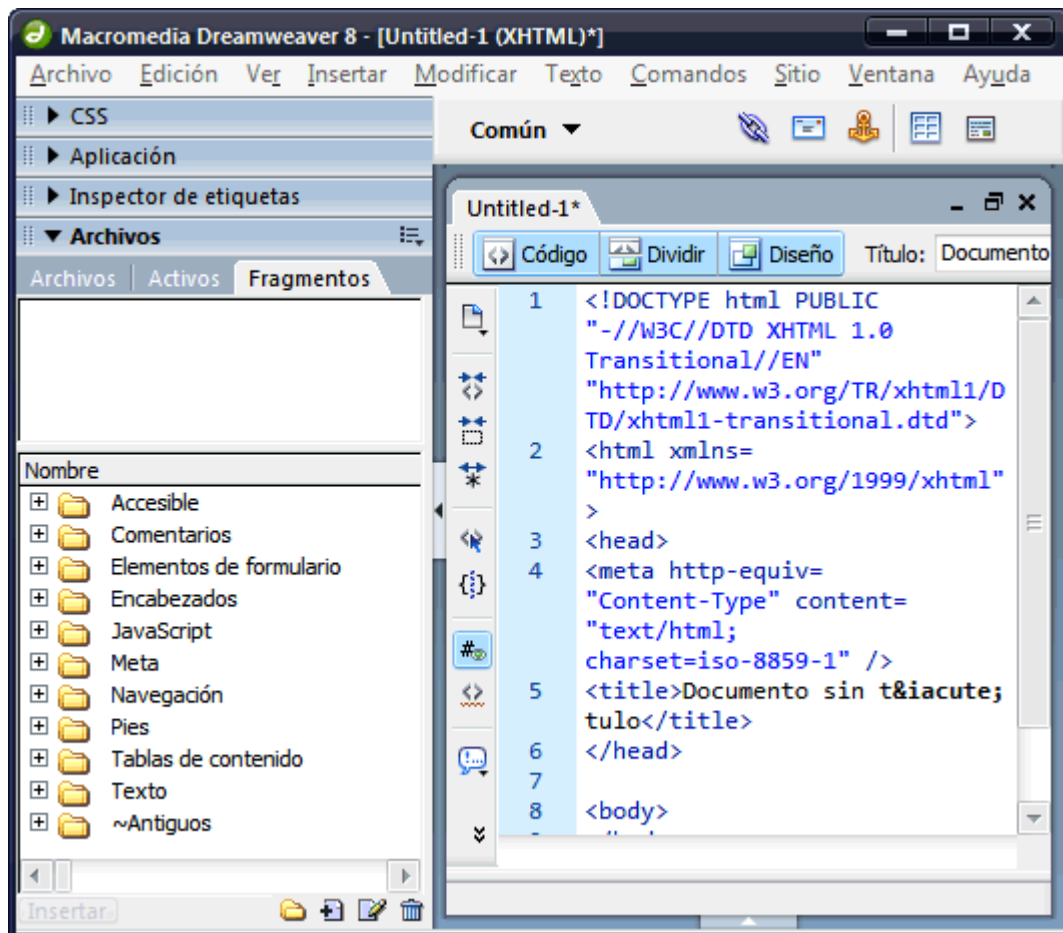 Macromedia Dreamweaver 8 - [Untitled-1 (XHTML)*]
Archivo Edición Ver Insertar Modificar Texto Comandos Sitio Ventana Ayuda
CSS
Aplicación
Inspector de etiquetas
Archivos
Archivos Activos Fragmentos
Nombre
Accesible
Comentarios
Elementos de formulario
Encabezados
JavaScript
Meta
Navegación
Pies
Tablas de contenido
Texto
~Antiguos
Insertar
Común
Untitled-1*
Código Dividir Diseño Título: Documento
1 <!DOCTYPE html PUBLIC
"-//W3C//DTD XHTML 1.0
Transitional//EN"
"http://www.w3.org/TR/xhtml1/D
TD/xhtml1-transitional.dtd">
2 <html xmlns=
"http://www.w3.org/1999/xhtml"
>
3 <head>
4 <meta http-equiv=
"Content-Type" content=
"text/html;
charset=iso-8859-1" />
5 <title>Documento sin t&iacute;
tulo</title>
6 </head>
7
8 <body>